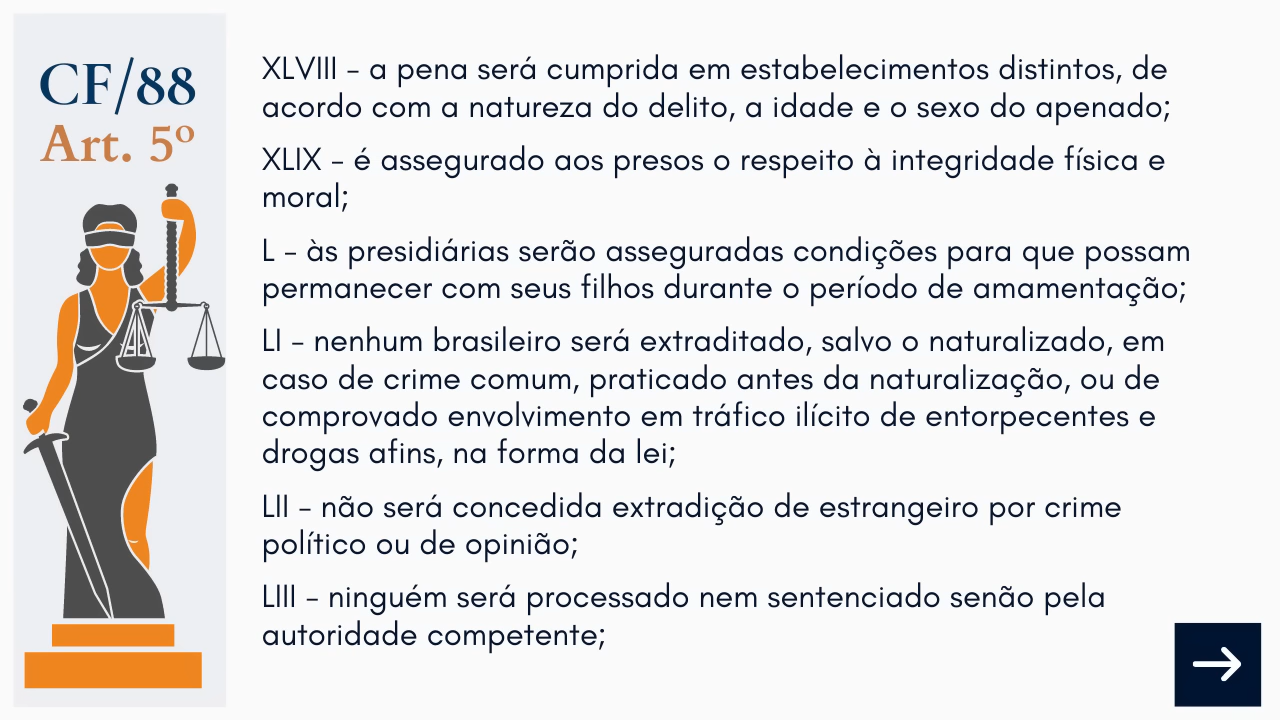 CF/88
Art. 5º
XLVIII – a pena será cumprida em estabelecimentos distintos, de
acordo com a natureza do delito, a idade e o sexo do apenado;
XLIX – é assegurado aos presos o respeito à integridade física e
moral;
L – às presidiárias serão asseguradas condições para que possam
permanecer com seus filhos durante o período de amamentação;
LI – nenhum brasileiro será extraditado, salvo o naturalizado, em
caso de crime comum, praticado antes da naturalização, ou de
comprovado envolvimento em tráfico ilícito de entorpecentes e
drogas afins, na forma da lei;
LII – não será concedida extradição de estrangeiro por crime
político ou de opinião;
LIII – ninguém será processado nem sentenciado senão pela
autoridade competente;